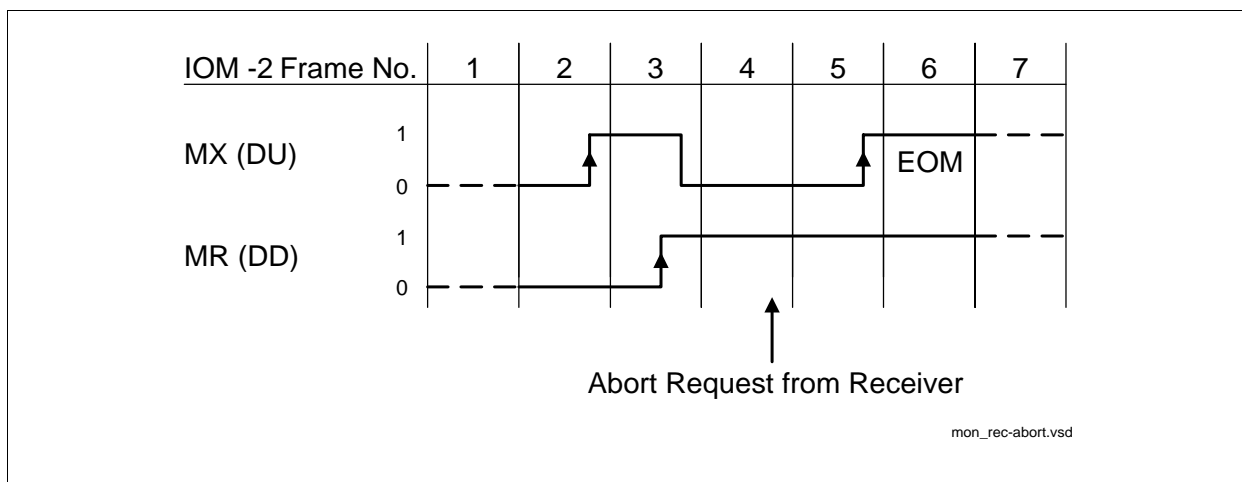 IOM -2 Frame No. 1 2 3 4 5 6 7
MX (DU) 1
0
EOM
MR (DD) 1
0
Abort Request from Receiver
mon_rec-abort.vsd